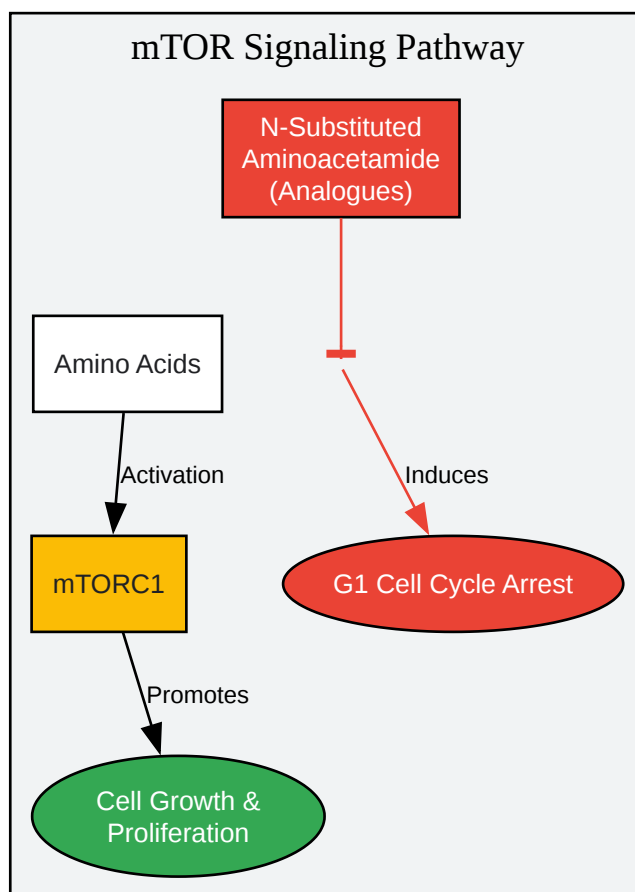 mTOR Signaling Pathway
N-Substituted
Aminoacetamide
(Analogues)
Amino Acids
Activation
Induces
mTORC1
G1 Cell Cycle Arrest
Promotes
Cell Growth &
Proliferation